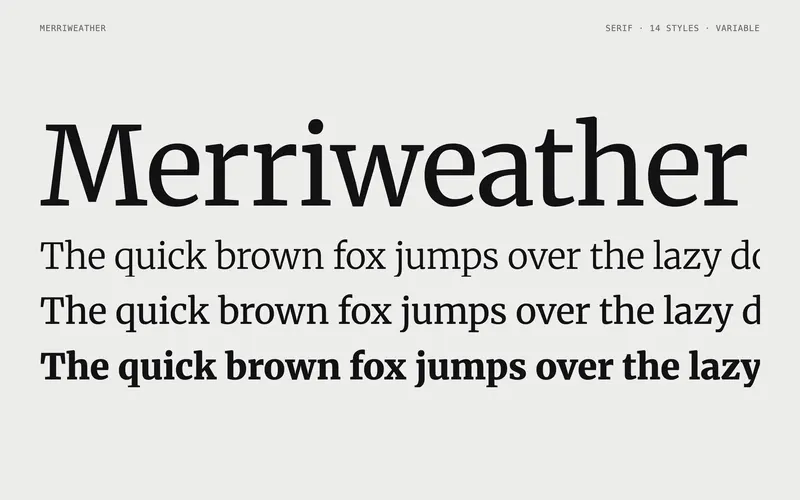 MERRIWEATHER
SERIF · 14 STYLES · VARIABLE
Merriweather
The quick brown fox jumps over the lazy do
The quick brown fox jumps over the lazy d
The quick brown fox jumps over the lazy